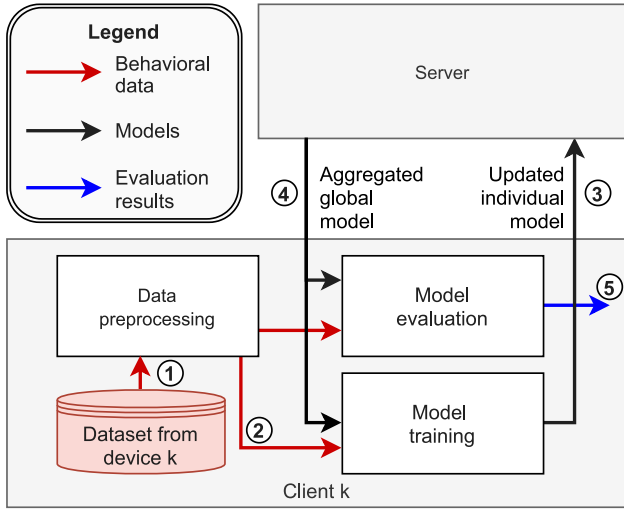 Legend
Behavioral
data
Models
Evaluation
results
Server
4
Aggregated
global
model
Updated
individual
model
3
Data
preprocessing
Model
evaluation
5
1
Dataset from
device k
2
Model
training
Client k